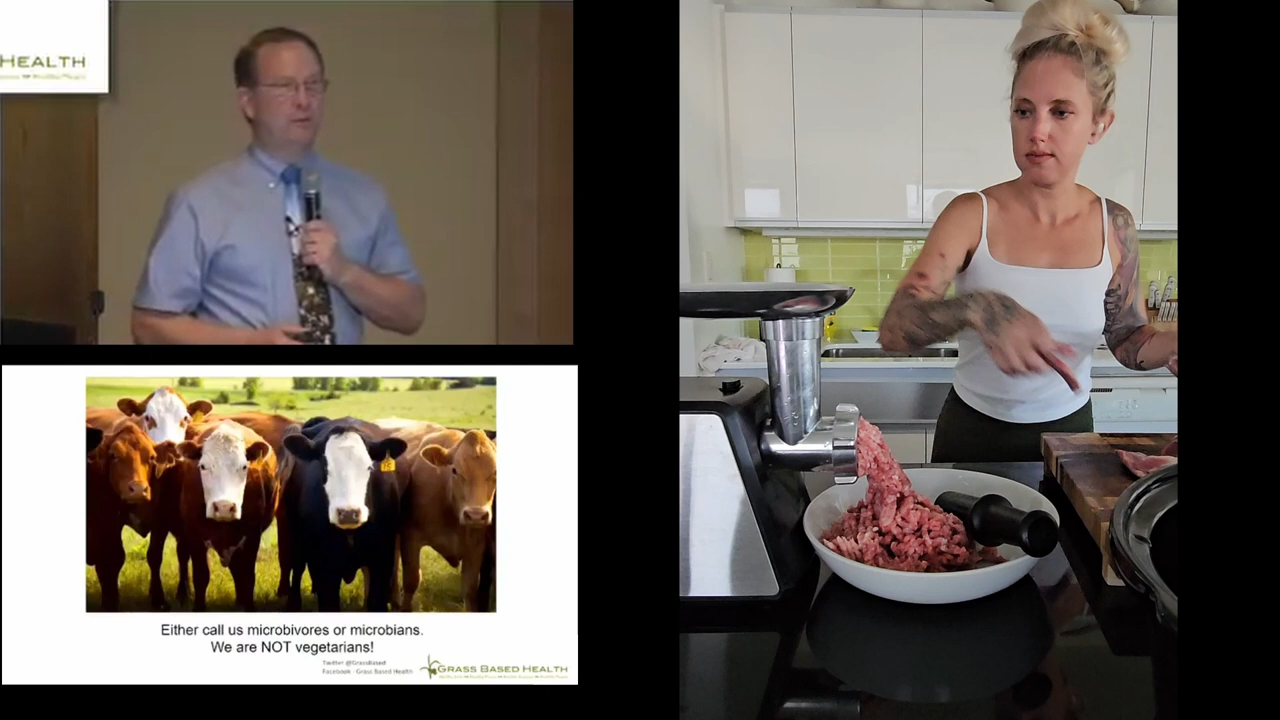 HEALTH
Either call us microbivores or microbians.
We are NOT vegetarians!
Twitter @GrassBased
Facebook - Grass Based Health
GRASS BASED HEALTH